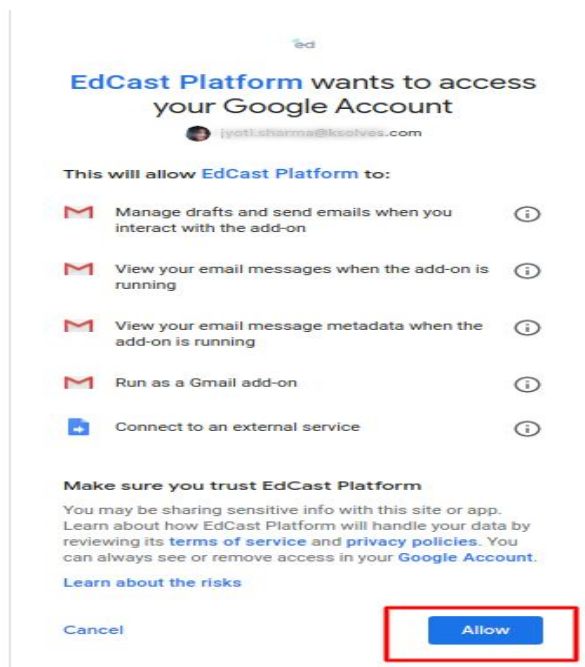 ed
EdCast Platform wants to access
your Google Account
jyoti.sharma@ksolves.com
This will allow EdCast Platform to:
Manage drafts and send emails when you
interact with the add-on
View your email messages when the add-on is
running
View your email message metadata when the
add-on is running
Run as a Gmail add-on
Connect to an external service
Make sure you trust EdCast Platform
You may be sharing sensitive info with this site or app.
Learn about how EdCast Platform will handle your data by
reviewing its terms of service and privacy policies. You
can always see or remove access in your Google Account.
Learn about the risks
Cancel
Allow